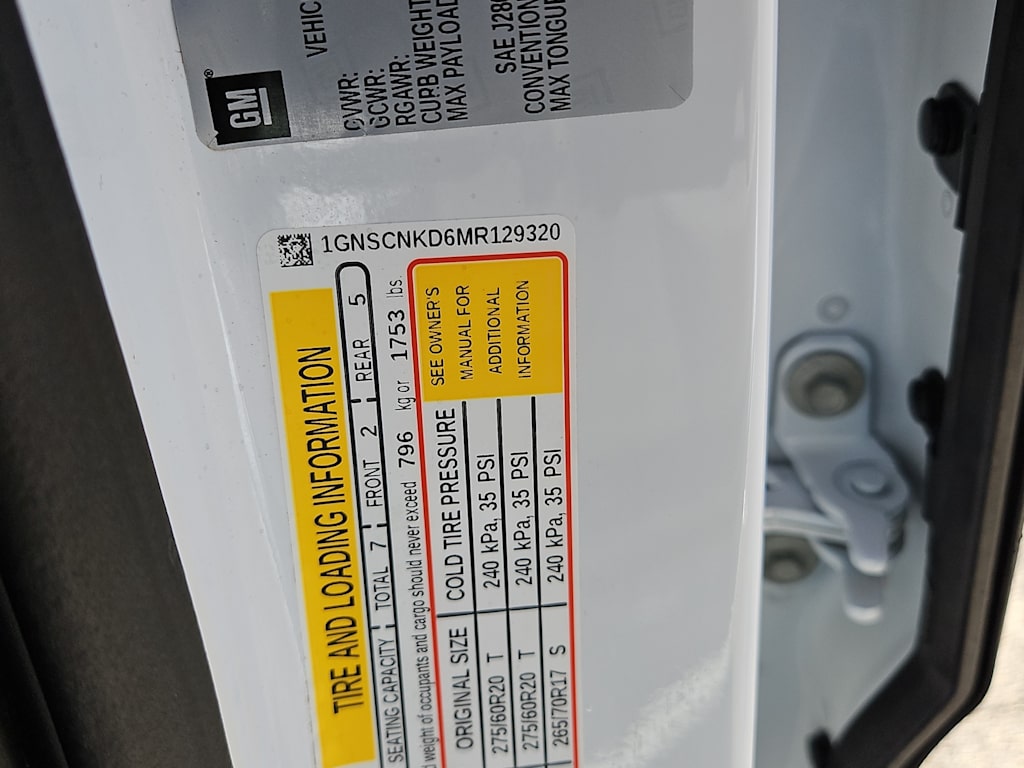 GM
®
VEHIC
GVWR:
GCWR:
RGAWR:
CURB WEIGHT
MAX PAYLOAD
SAE J280
CONVENTION
MAX TONGUE
1GNSCNKD6MR129320
TIRE AND LOADING INFORMATION
SEATING CAPACITY TOTAL 7 FRONT 2 REAR 5
d weight of occupants and cargo should never exceed 796 kg or 1753 lbs.
ORIGINAL SIZE COLD TIRE PRESSURE
275/60R20 T 240 kPa, 35 PSI
275/60R20 T 240 kPa, 35 PSI
265/70R17 S 240 kPa, 35 PSI
SEE OWNER'S
MANUAL FOR
ADDITIONAL
INFORMATION